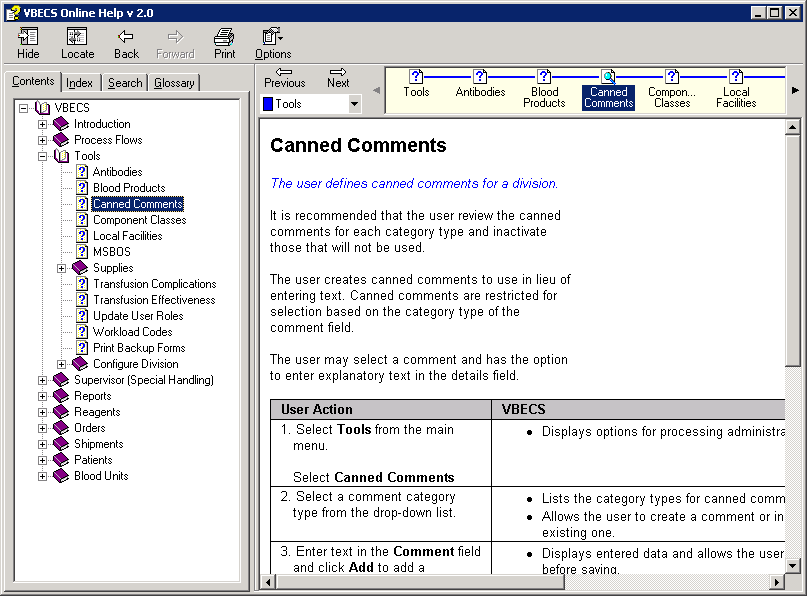 VBECS Online Help v 2.0
Hide Locate Back Forward Print Options
Contents Index Search Glossary
VBECS
Introduction
Process Flows
Tools
Antibodies
Blood Products
Canned Comments
Component Classes
Local Facilities
MSBOS
Supplies
Transfusion Complications
Transfusion Effectiveness
Update User Roles
Workload Codes
Print Backup Forms
Configure Division
Supervisor (Special Handling)
Reports
Reagents
Orders
Shipments
Patients
Blood Units
Previous Next
Tools
Tools Antibodies Blood Products Canned Comments Compon... Classes Local Facilities
Canned Comments
The user defines canned comments for a division.
It is recommended that the user review the canned
comments for each category type and inactivate
those that will not be used.
The user creates canned comments to use in lieu of
entering text. Canned comments are restricted for
selection based on the category type of the
comment field.
The user may select a comment and has the option
to enter explanatory text in the details field.
User Action VBECS
1. Select Tools from the main
menu.
Select Canned Comments
• Displays options for processing administra
2. Select a comment category
type from the drop-down list.
• Lists the category types for canned comm
• Allows the user to create a comment or in
existing one.
3. Enter text in the Comment field
and click Add to add a
• Displays entered data and allows the user
before saving.